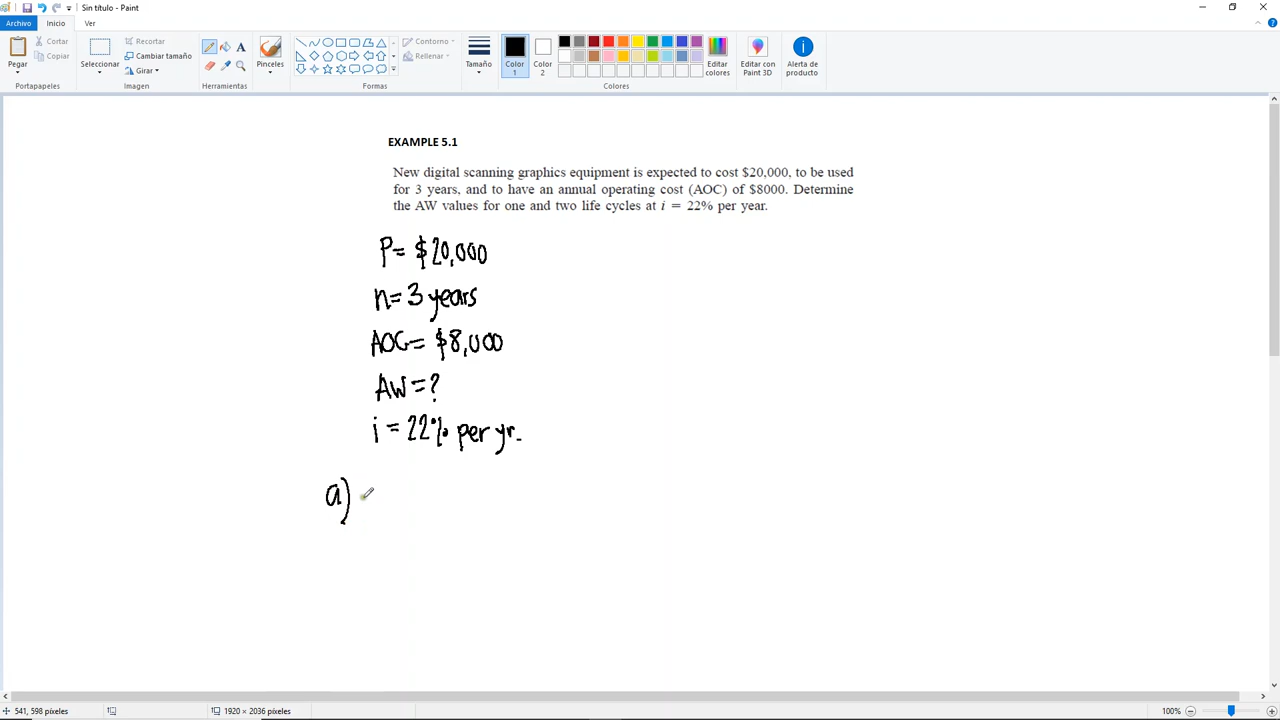 Sin título - Paint
Archivo Inicio Ver
Pegar
Cortar
Copiar
Portapapeles
Seleccionar
Recortar
Cambiar tamaño
Girar
Imagen
Herramientas
Pinceles
Contorno
Rellenar
Formas
Tamaño
Color 1
Color 2
Editar colores
Colores
Editar con Paint 3D
Alerta de producto
EXAMPLE 5.1
New digital scanning graphics equipment is expected to cost $20,000, to be used
for 3 years, and to have an annual operating cost (AOC) of $8000. Determine
the AW values for one and two life cycles at i = 22% per year.
P= $20,000
n= 3 years
AOC= $8,000
AW=?
i = 22% per yr.
a)
541, 598 píxeles
1920 × 2036 píxeles
100%